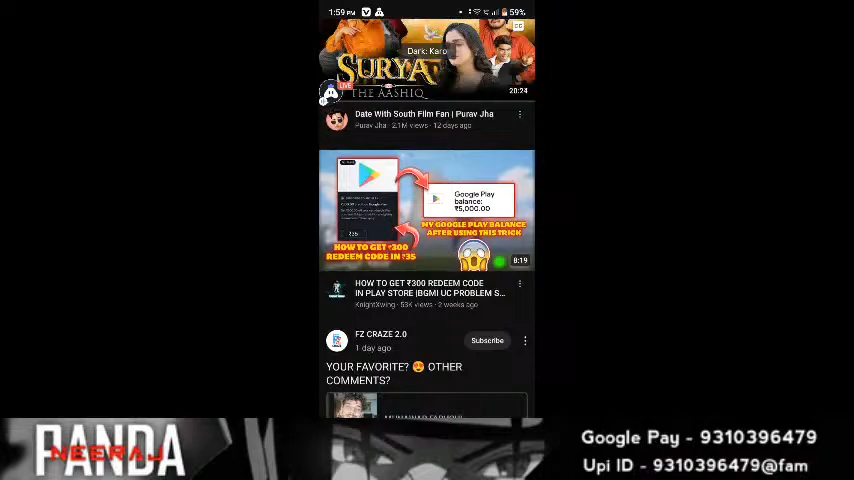 1:59 PM
59%
Dark: Karo
SURYA
THE AASHIQ
LIVE
20:24
Date With South Film Fan | Purav Jha
Purav Jha · 2.1M views · 12 days ago
Google Play
balance:
₹5,000.00
₹35
MY GOOGLE PLAY BALANCE
AFTER USING THIS TRICK
HOW TO GET ₹300
REDEEM CODE IN ₹35
8:19
HOW TO GET ₹300 REDEEM CODE
IN PLAY STORE |BGMI UC PROBLEM S...
KnightXwing · 53K views · 2 weeks ago
FZ CRAZE 2.0
1 day ago
Subscribe
YOUR FAVORITE? 😍 OTHER
COMMENTS?
PANDA
NEERAJ
Google Pay - 9310396479
Upi ID - 9310396479@fam